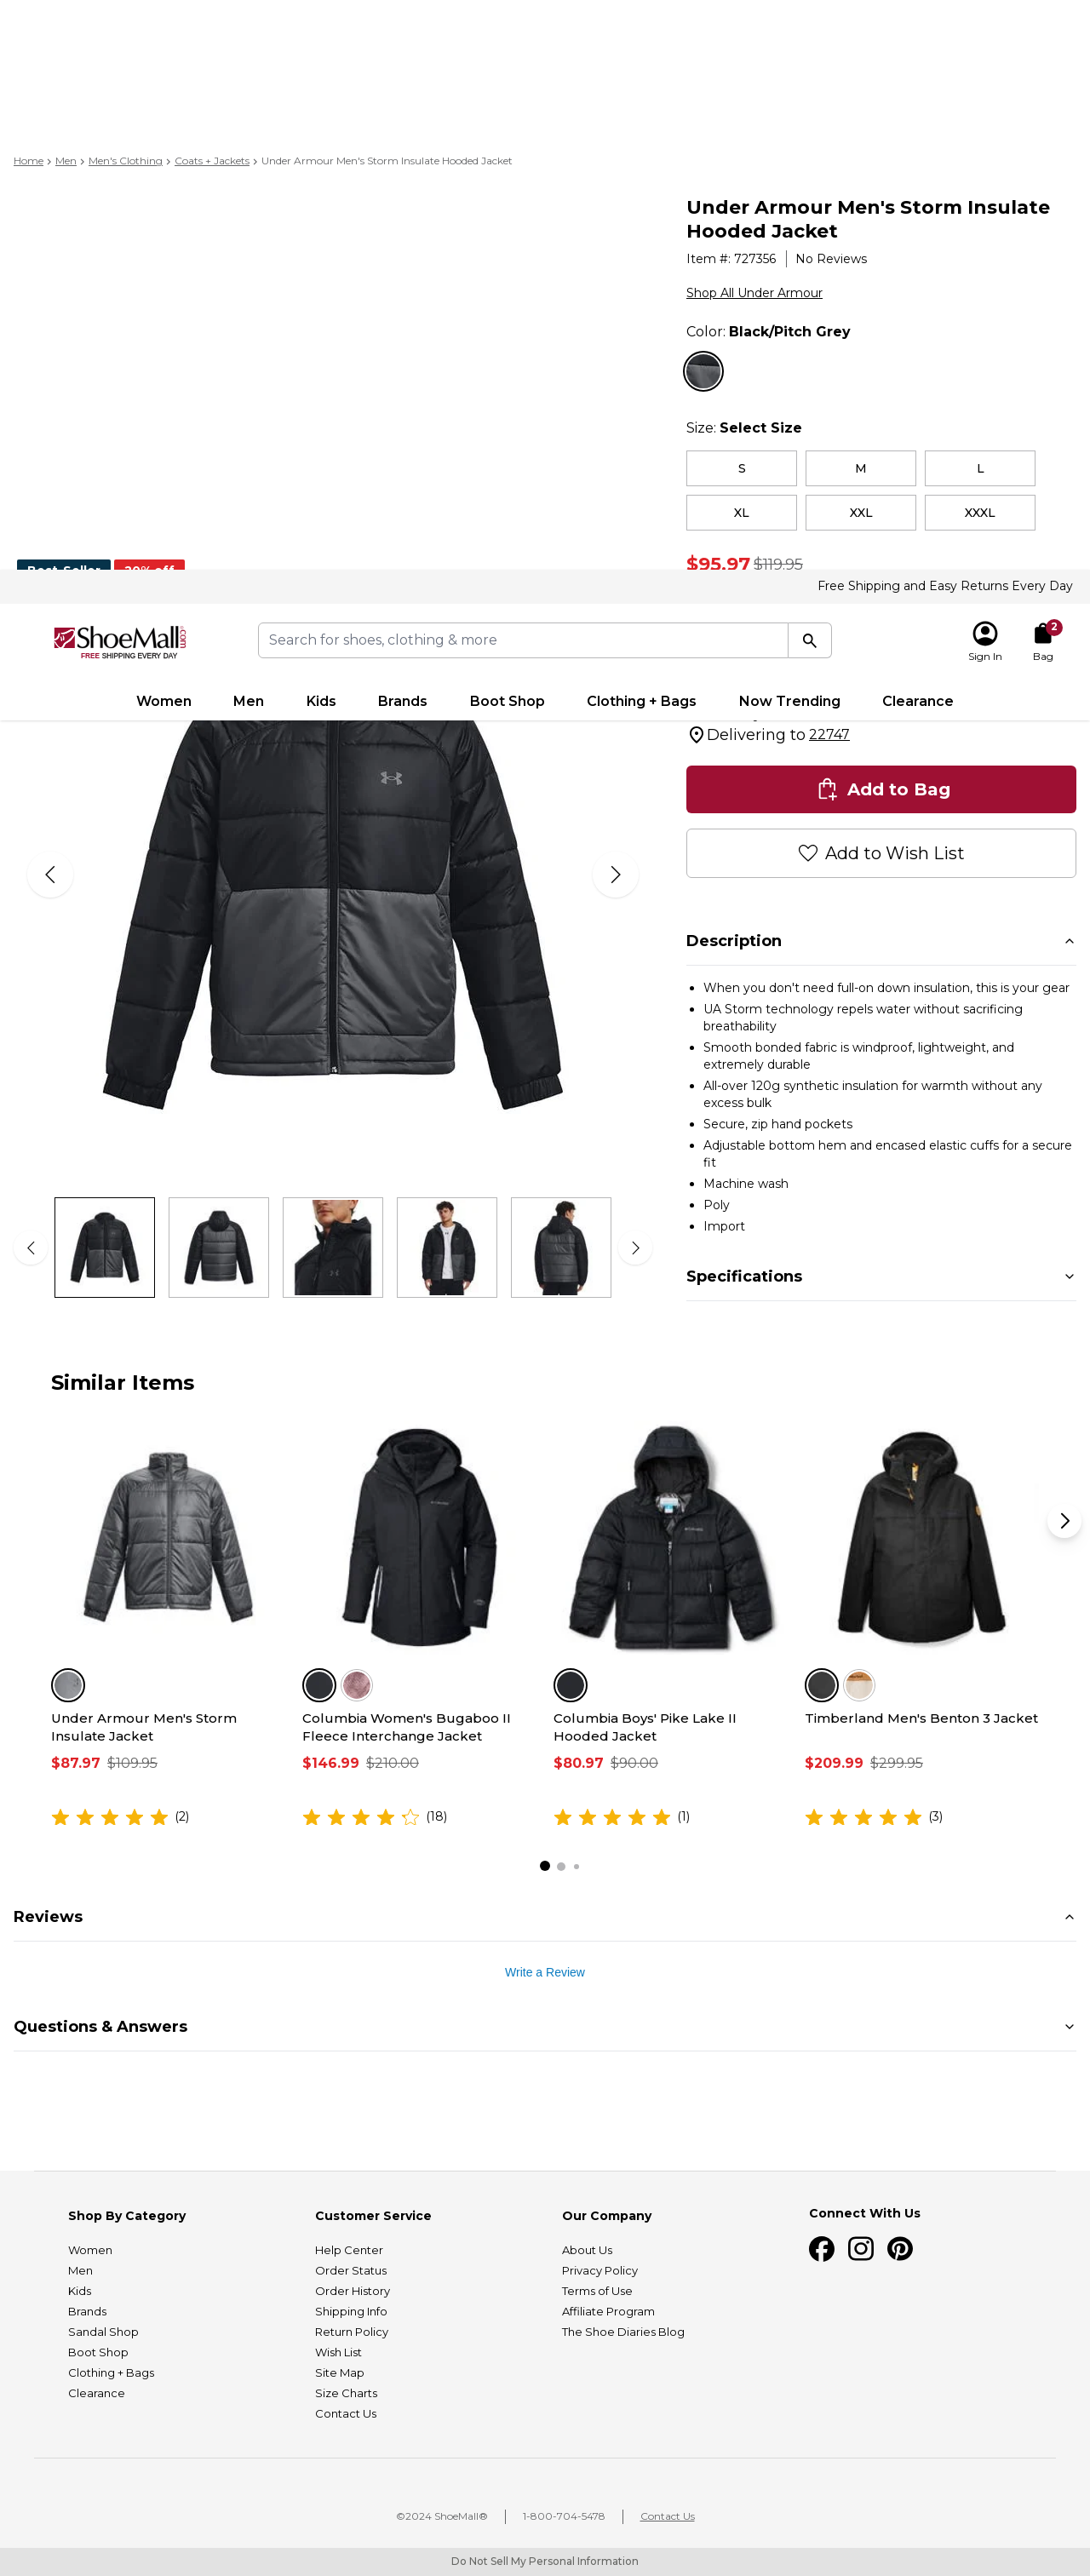 Home > Men > Men's Clothing > Coats + Jackets > Under Armour Men's Storm Insulate Hooded Jacket
Under Armour Men's Storm Insulate
Hooded Jacket
Item #: 727356 | No Reviews
Shop All Under Armour
Color: Black/Pitch Grey
Size: Select Size
S M L
XL XXL XXXL
$95.97 $119.95
Best-Seller 20% off
Free Shipping and Easy Returns Every Day
ShoeMall.com
FREE SHIPPING EVERY DAY
Search for shoes, clothing & more
Sign In
2
Bag
Women Men Kids Brands Boot Shop Clothing + Bags Now Trending Clearance
Delivering to 22747
Add to Bag
Add to Wish List
Description
• When you don't need full-on down insulation, this is your gear
• UA Storm technology repels water without sacrificing
breathability
• Smooth bonded fabric is windproof, lightweight, and
extremely durable
• All-over 120g synthetic insulation for warmth without any
excess bulk
• Secure, zip hand pockets
• Adjustable bottom hem and encased elastic cuffs for a secure
fit
• Machine wash
• Poly
• Import
Specifications
Similar Items
Under Armour Men's Storm
Insulate Jacket
$87.97 $109.95
(2)
Columbia Women's Bugaboo II
Fleece Interchange Jacket
$146.99 $210.00
(18)
Columbia Boys' Pike Lake II
Hooded Jacket
$80.97 $90.00
(1)
Timberland Men's Benton 3 Jacket
$209.99 $299.95
(3)
Reviews
Write a Review
Questions & Answers
Shop By Category
Women
Men
Kids
Brands
Sandal Shop
Boot Shop
Clothing + Bags
Clearance
Customer Service
Help Center
Order Status
Order History
Shipping Info
Return Policy
Wish List
Site Map
Size Charts
Contact Us
Our Company
About Us
Privacy Policy
Terms of Use
Affiliate Program
The Shoe Diaries Blog
Connect With Us
©2024 ShoeMall® | 1-800-704-5478 | Contact Us
Do Not Sell My Personal Information